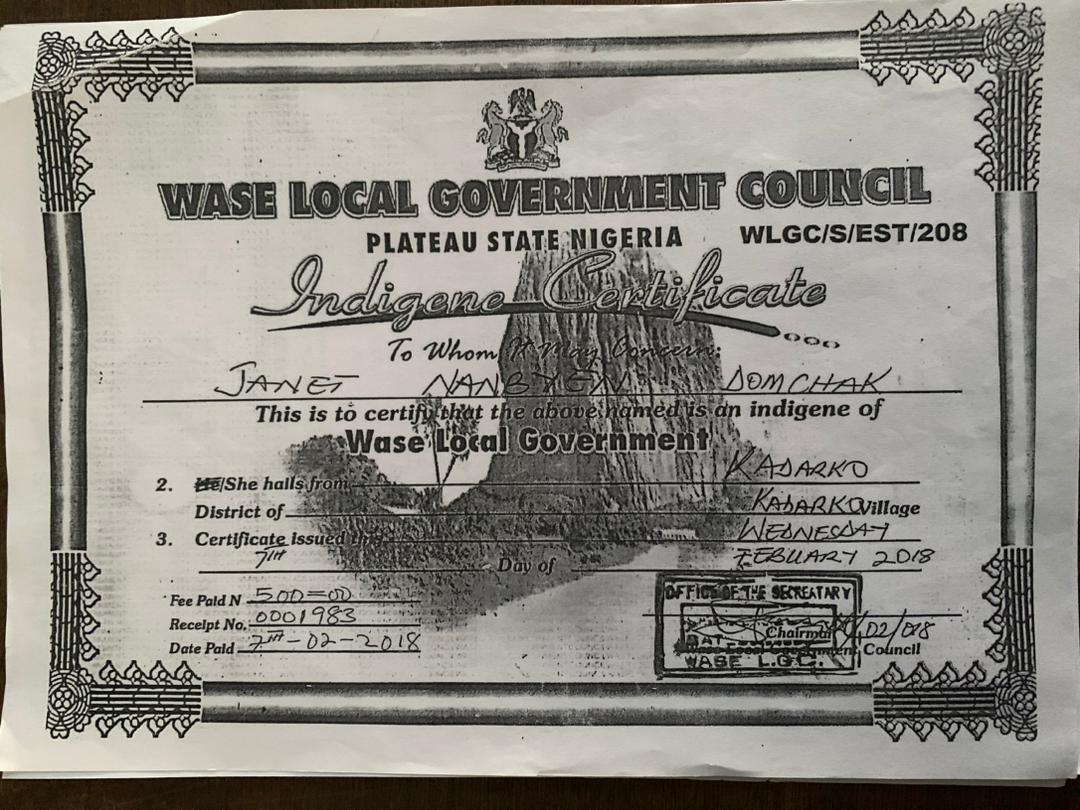 WASE LOCAL GOVERNMENT COUNCIL
PLATEAU STATE NIGERIA WLGC/S/EST/208
Indigene Certificate
To Whom It May Concern:
JANET NANBYEN DOMCHAK
This is to certify that the above named is an indigene of
Wase Local Government
2. He/She hails from KADARKO
District of KADARKO Village
3. Certificate issued this WEDNESDAY
7TH Day of FEBUARY 2018
Fee Paid N 500=00
Receipt No. 0001983
Date Paid 7TH-02-2018
OFFICE OF THE SECREATARY
Chairman
Wase Local Government Council
WASE L.G.C.